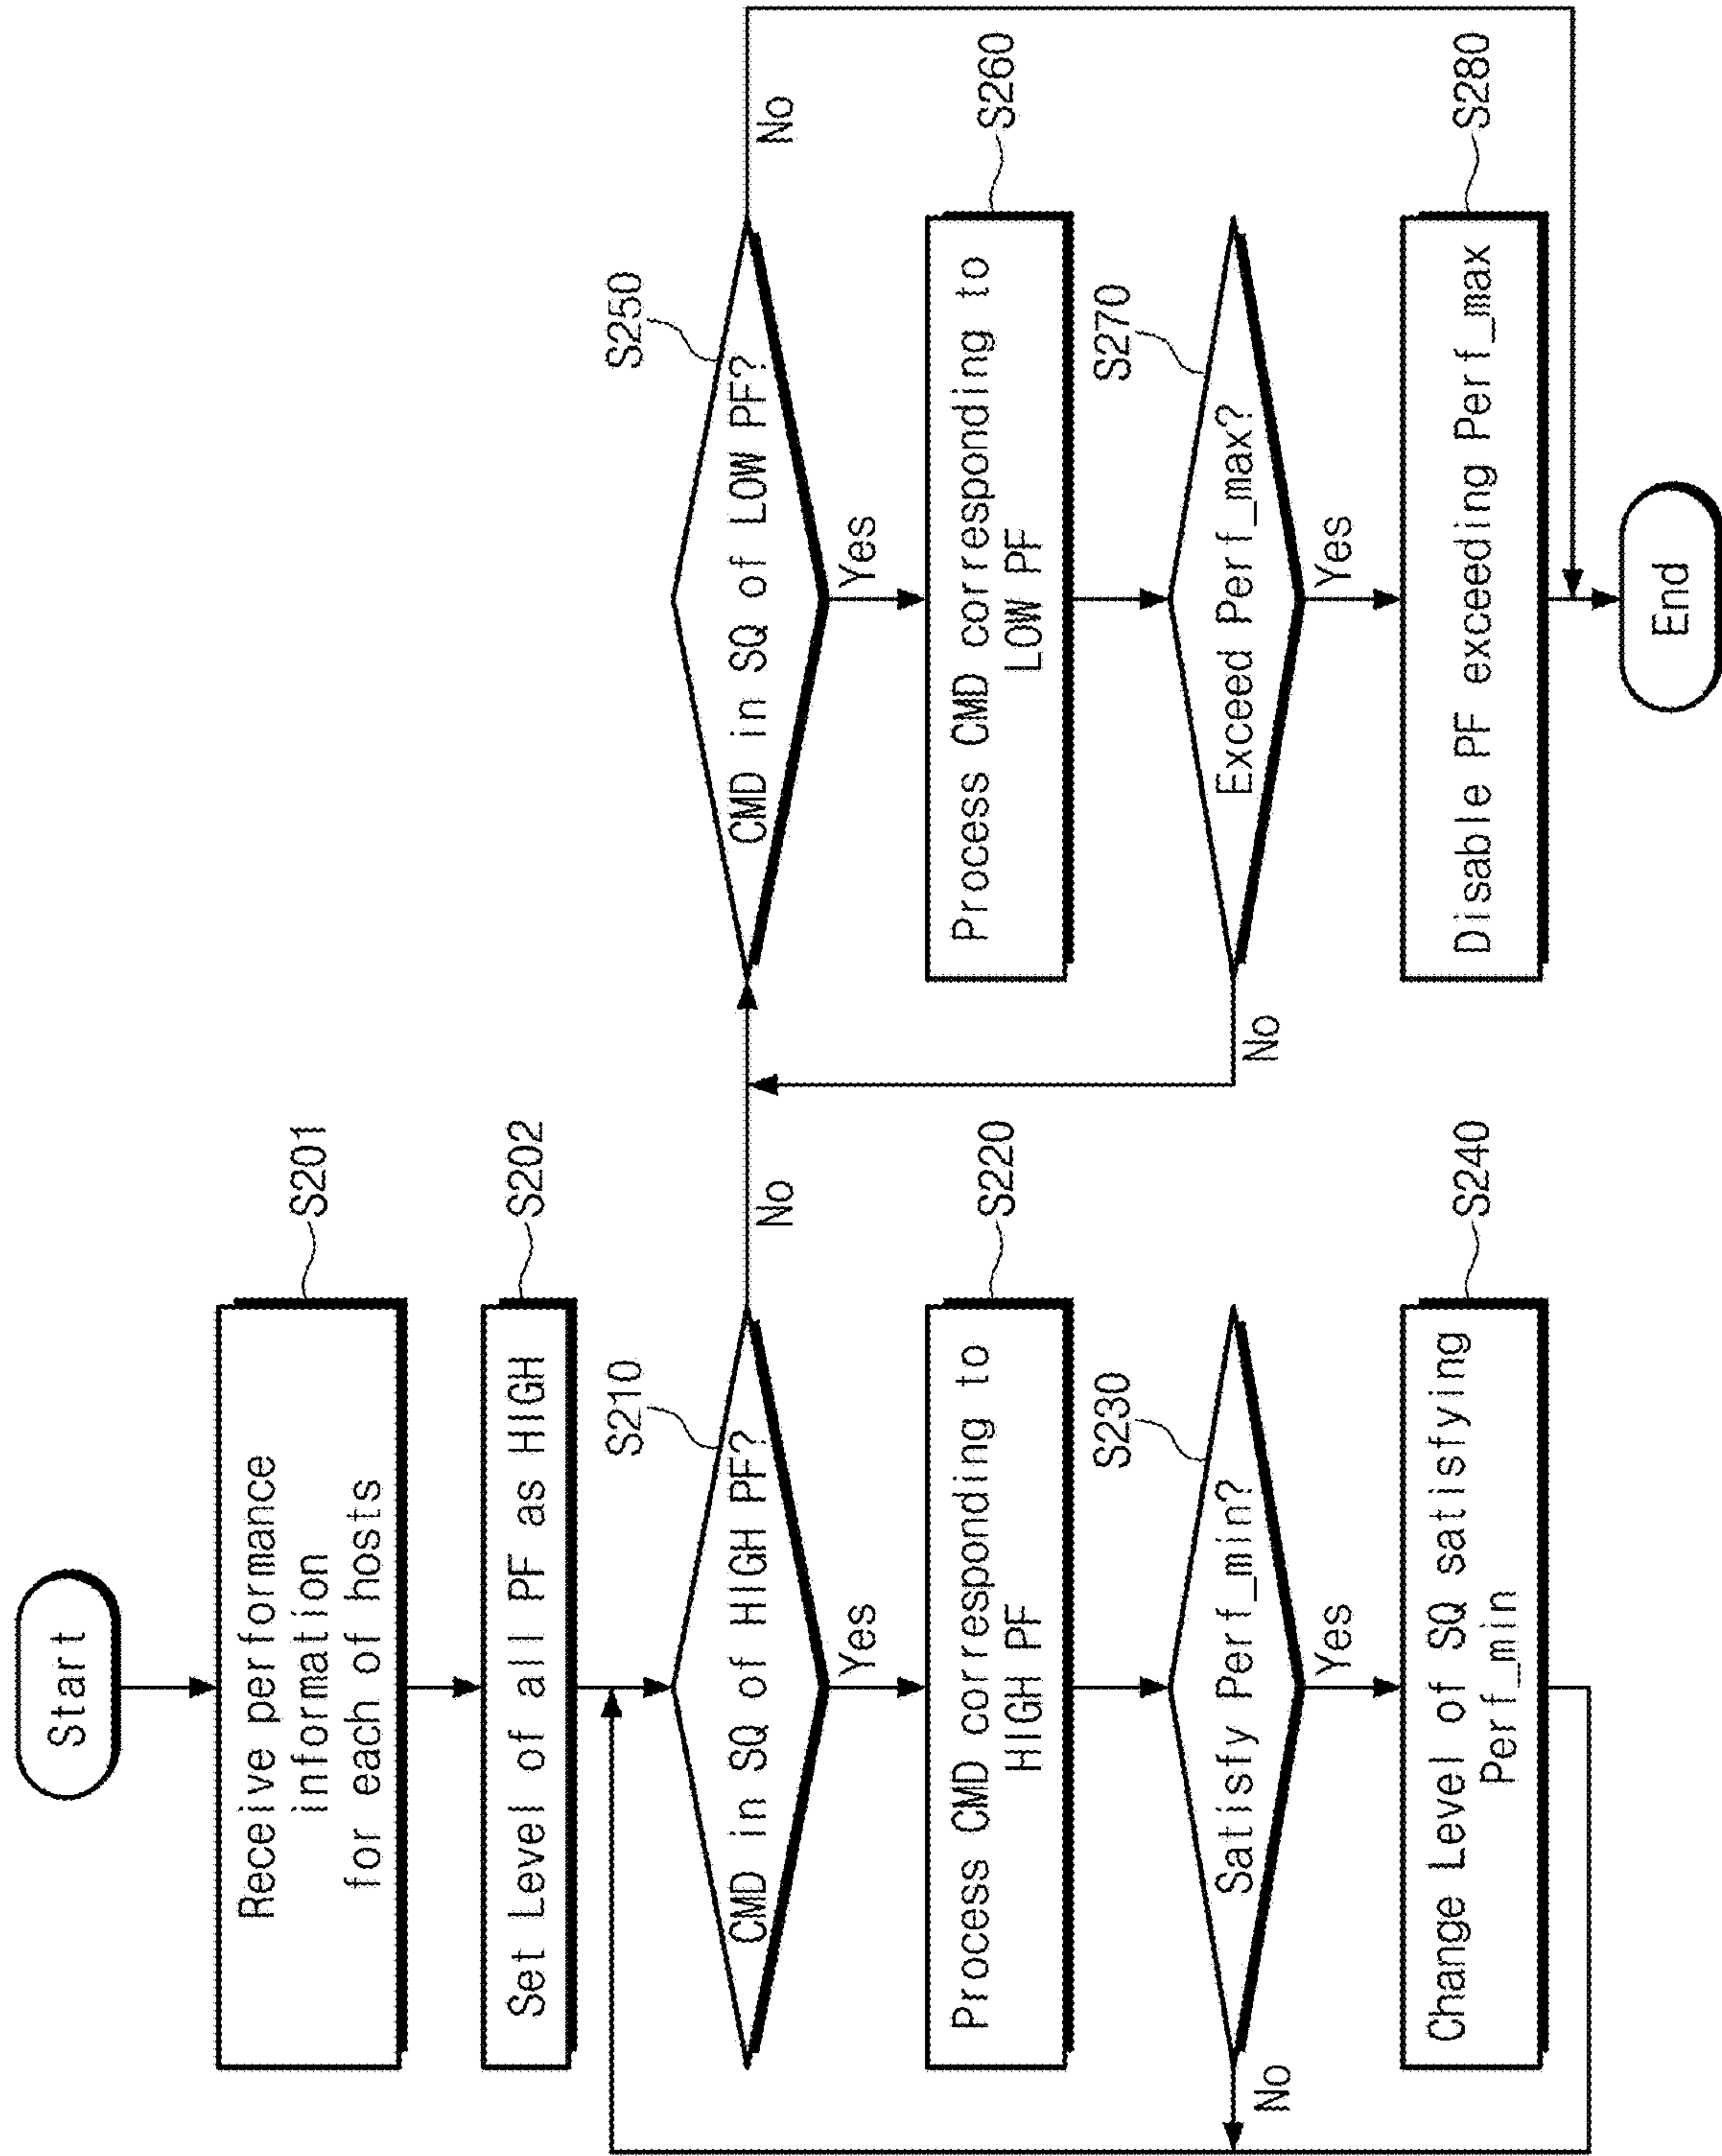 Start
Receive performance
information
for each of hosts
S201
Set Level of all PF as HIGH
S202
CMD in SQ of HIGH PF?
S210
No
Yes
Process CMD corresponding to
HIGH PF
S220
Satisfy Perf_min?
S230
No
Yes
Change Level of SQ satisfying
Perf_min
S240
CMD in SQ of LOW PF?
S250
No
Yes
Process CMD corresponding to
LOW PF
S260
Exceed Perf_max?
S270
No
Yes
Disable PF exceeding Perf_max
S280
End